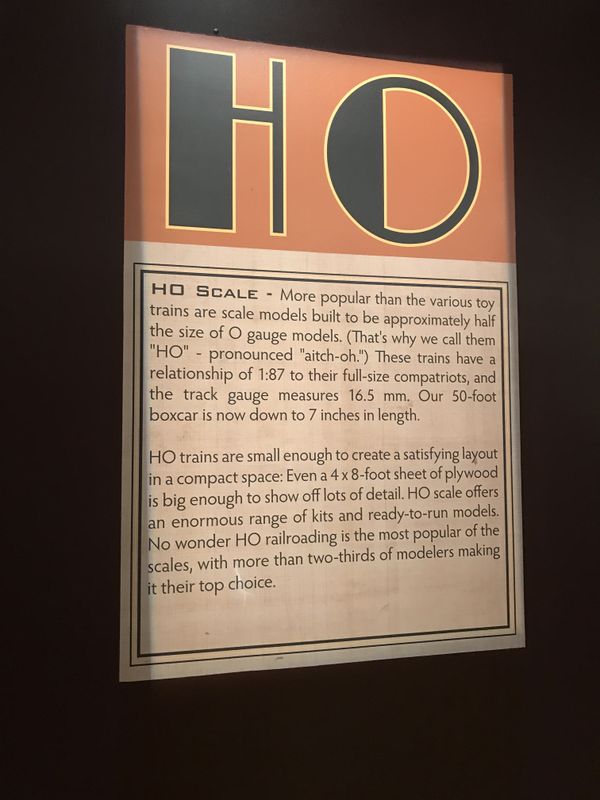 HO
HO SCALE - More popular than the various toy
trains are scale models built to be approximately half
the size of O gauge models. (That's why we call them
"HO" - pronounced "aitch-oh.") These trains have a
relationship of 1:87 to their full-size compatriots, and
the track gauge measures 16.5 mm. Our 50-foot
boxcar is now down to 7 inches in length.
HO trains are small enough to create a satisfying layout
in a compact space: Even a 4 x 8-foot sheet of plywood
is big enough to show off lots of detail. HO scale offers
an enormous range of kits and ready-to-run models.
No wonder HO railroading is the most popular of the
scales, with more than two-thirds of modelers making
it their top choice.